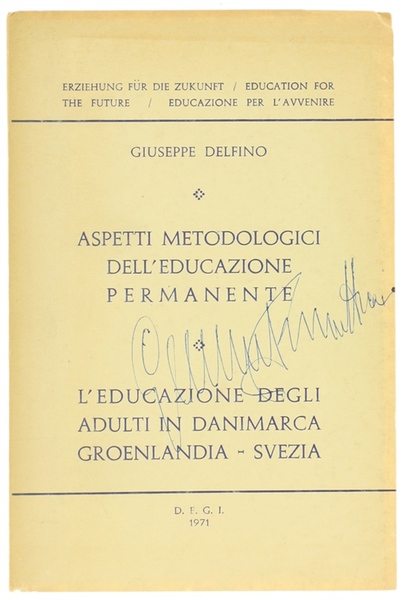 ERZIEHUNG FÜR DIE ZUKUNFT / EDUCATION FOR
THE FUTURE / EDUCAZIONE PER L'AVVENIRE
GIUSEPPE DELFINO
ASPETTI METODOLOGICI
DELL'EDUCAZIONE
PERMANENTE
L'EDUCAZIONE DEGLI
ADULTI IN DANIMARCA
GROENLANDIA - SVEZIA
D. E. G. I.
1971